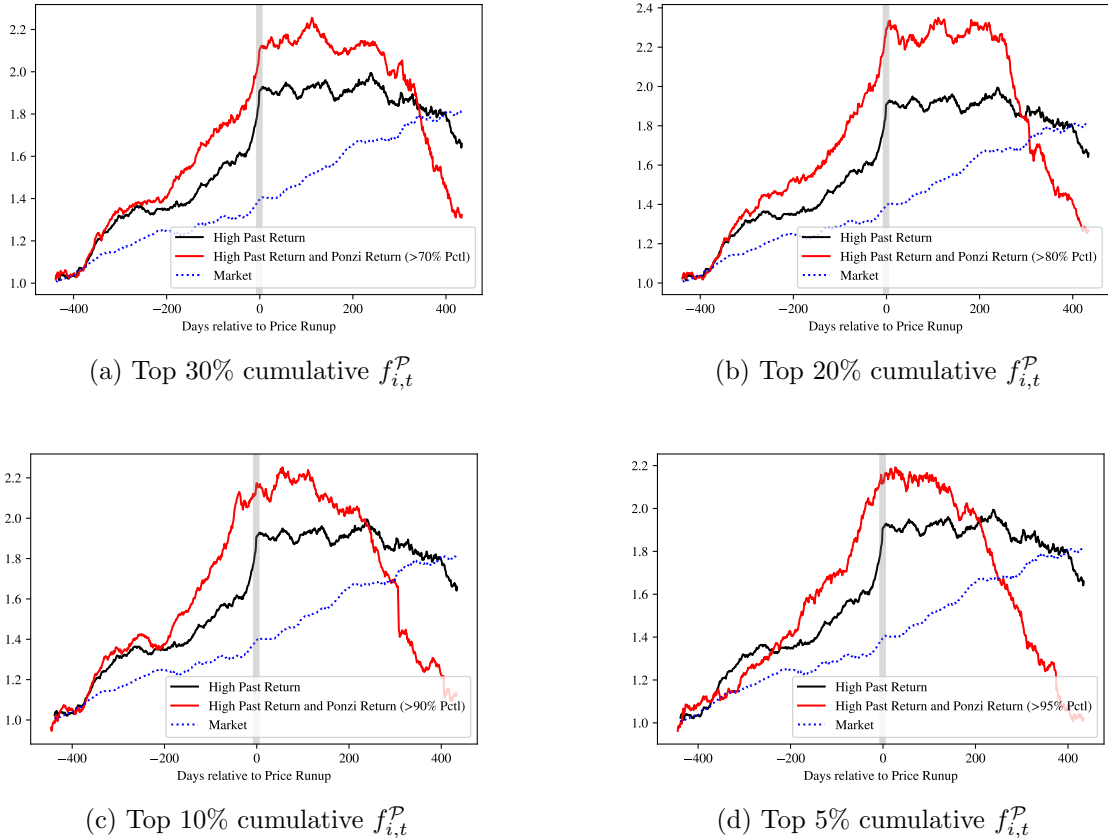 2.2
2.0
1.8
1.6
1.4
1.2
1.0
High Past Return
High Past Return and Ponzi Return (>70% Pctl)
Market
−400 −200 0 200 400
Days relative to Price Runup
(a) Top 30% cumulative $f_{i,t}^{\mathcal{P}}$
2.4
2.2
2.0
1.8
1.6
1.4
1.2
1.0
High Past Return
High Past Return and Ponzi Return (>80% Pctl)
Market
−400 −200 0 200 400
Days relative to Price Runup
(b) Top 20% cumulative $f_{i,t}^{\mathcal{P}}$
2.2
2.0
1.8
1.6
1.4
1.2
1.0
High Past Return
High Past Return and Ponzi Return (>90% Pctl)
Market
−400 −200 0 200 400
Days relative to Price Runup
(c) Top 10% cumulative $f_{i,t}^{\mathcal{P}}$
2.2
2.0
1.8
1.6
1.4
1.2
1.0
High Past Return
High Past Return and Ponzi Return (>95% Pctl)
Market
−400 −200 0 200 400
Days relative to Price Runup
(d) Top 5% cumulative $f_{i,t}^{\mathcal{P}}$